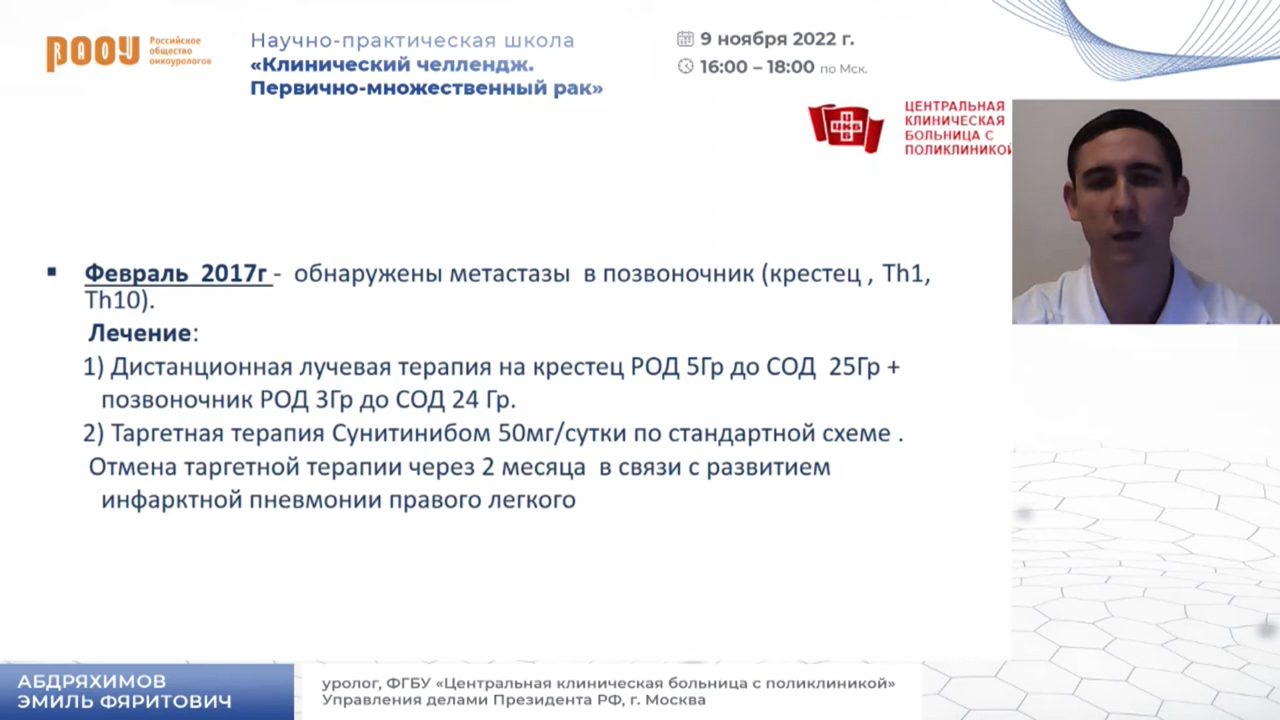 РАОУ
Российское
общество
онкоурологов
Научно-практическая школа
«Клинический челлендж.
Первично-множественный рак»
9 ноября 2022 г.
16:00 – 18:00 по Мск.
ЦКБ
ЦЕНТРАЛЬНАЯ
КЛИНИЧЕСКАЯ
БОЛЬНИЦА С
ПОЛИКЛИНИКОЙ
▪ Февраль 2017г - обнаружены метастазы в позвоночник (крестец , Th1,
Th10).
Лечение:
1) Дистанционная лучевая терапия на крестец РОД 5Гр до СОД 25Гр +
позвоночник РОД 3Гр до СОД 24 Гр.
2) Таргетная терапия Сунитинибом 50мг/сутки по стандартной схеме .
Отмена таргетной терапии через 2 месяца в связи с развитием
инфарктной пневмонии правого легкого
АБДРЯХИМОВ
ЭМИЛЬ ФЯРИТОВИЧ
уролог, ФГБУ «Центральная клиническая больница с поликлиникой»
Управления делами Президента РФ, г. Москва